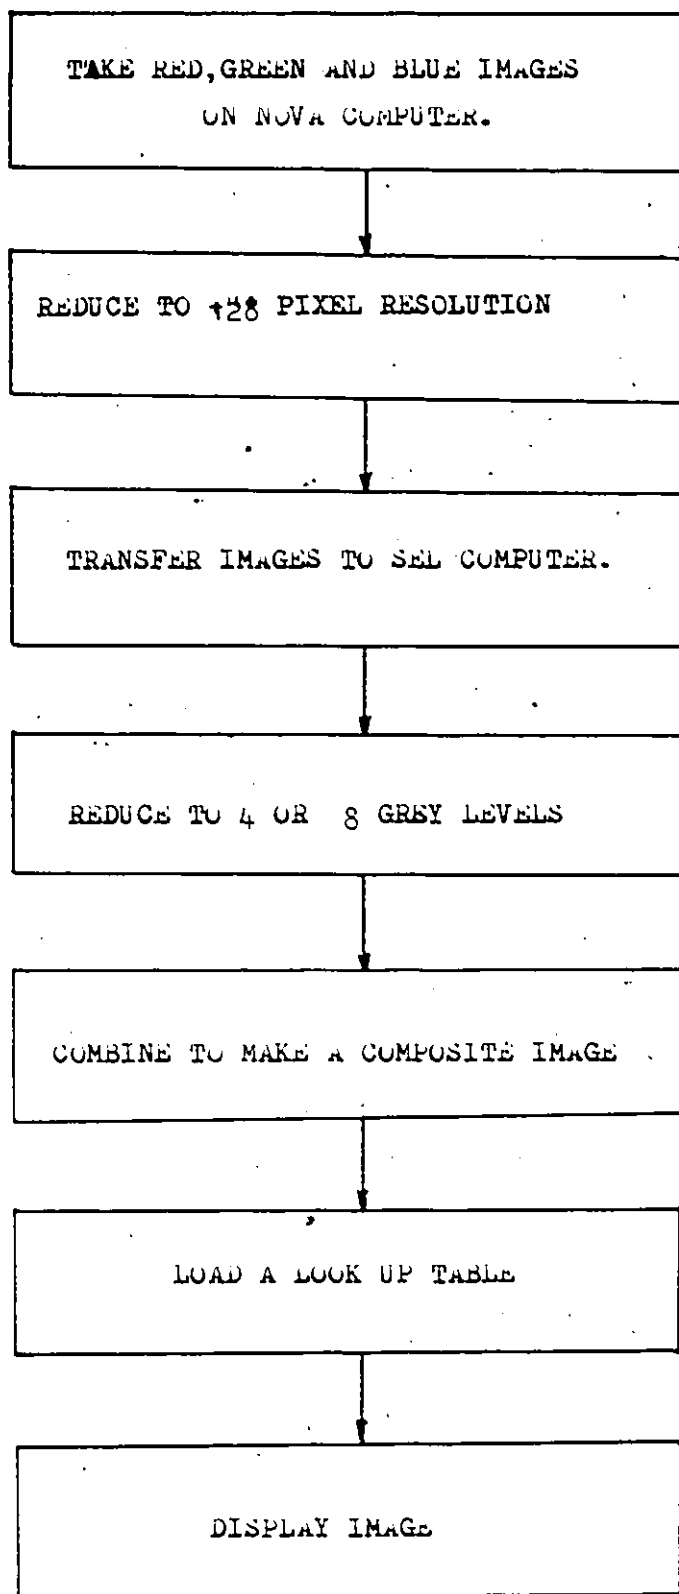 TAKE RED, GREEN AND BLUE IMAGES
ON NOVA COMPUTER.
REDUCE TO 128 PIXEL RESOLUTION
TRANSFER IMAGES TO SEL COMPUTER.
REDUCE TO 4 OR 8 GREY LEVELS
COMBINE TO MAKE A COMPOSITE IMAGE
LOAD A LOOK UP TABLE
DISPLAY IMAGE